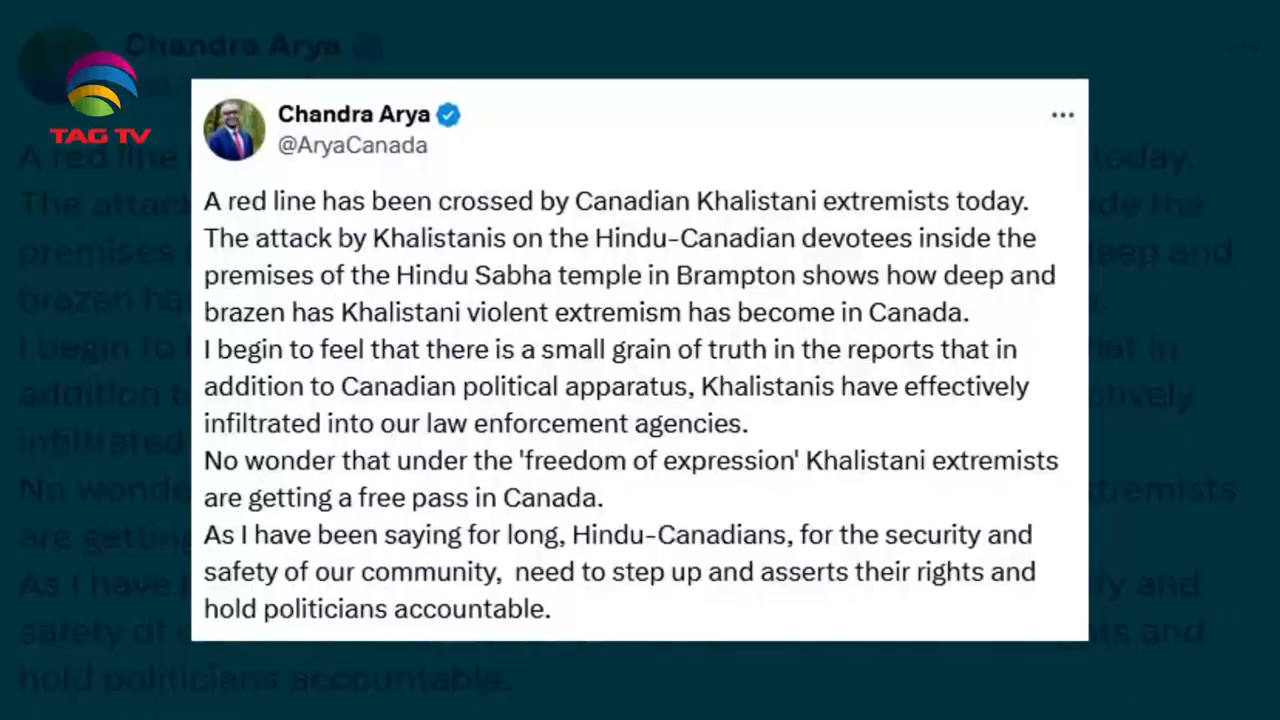 TAG TV
Chandra Arya
@AryaCanada
A red line has been crossed by Canadian Khalistani extremists today.
The attack by Khalistanis on the Hindu-Canadian devotees inside the
premises of the Hindu Sabha temple in Brampton shows how deep and
brazen has Khalistani violent extremism has become in Canada.
I begin to feel that there is a small grain of truth in the reports that in
addition to Canadian political apparatus, Khalistanis have effectively
infiltrated into our law enforcement agencies.
No wonder that under the 'freedom of expression' Khalistani extremists
are getting a free pass in Canada.
As I have been saying for long, Hindu-Canadians, for the security and
safety of our community,  need to step up and asserts their rights and
hold politicians accountable.